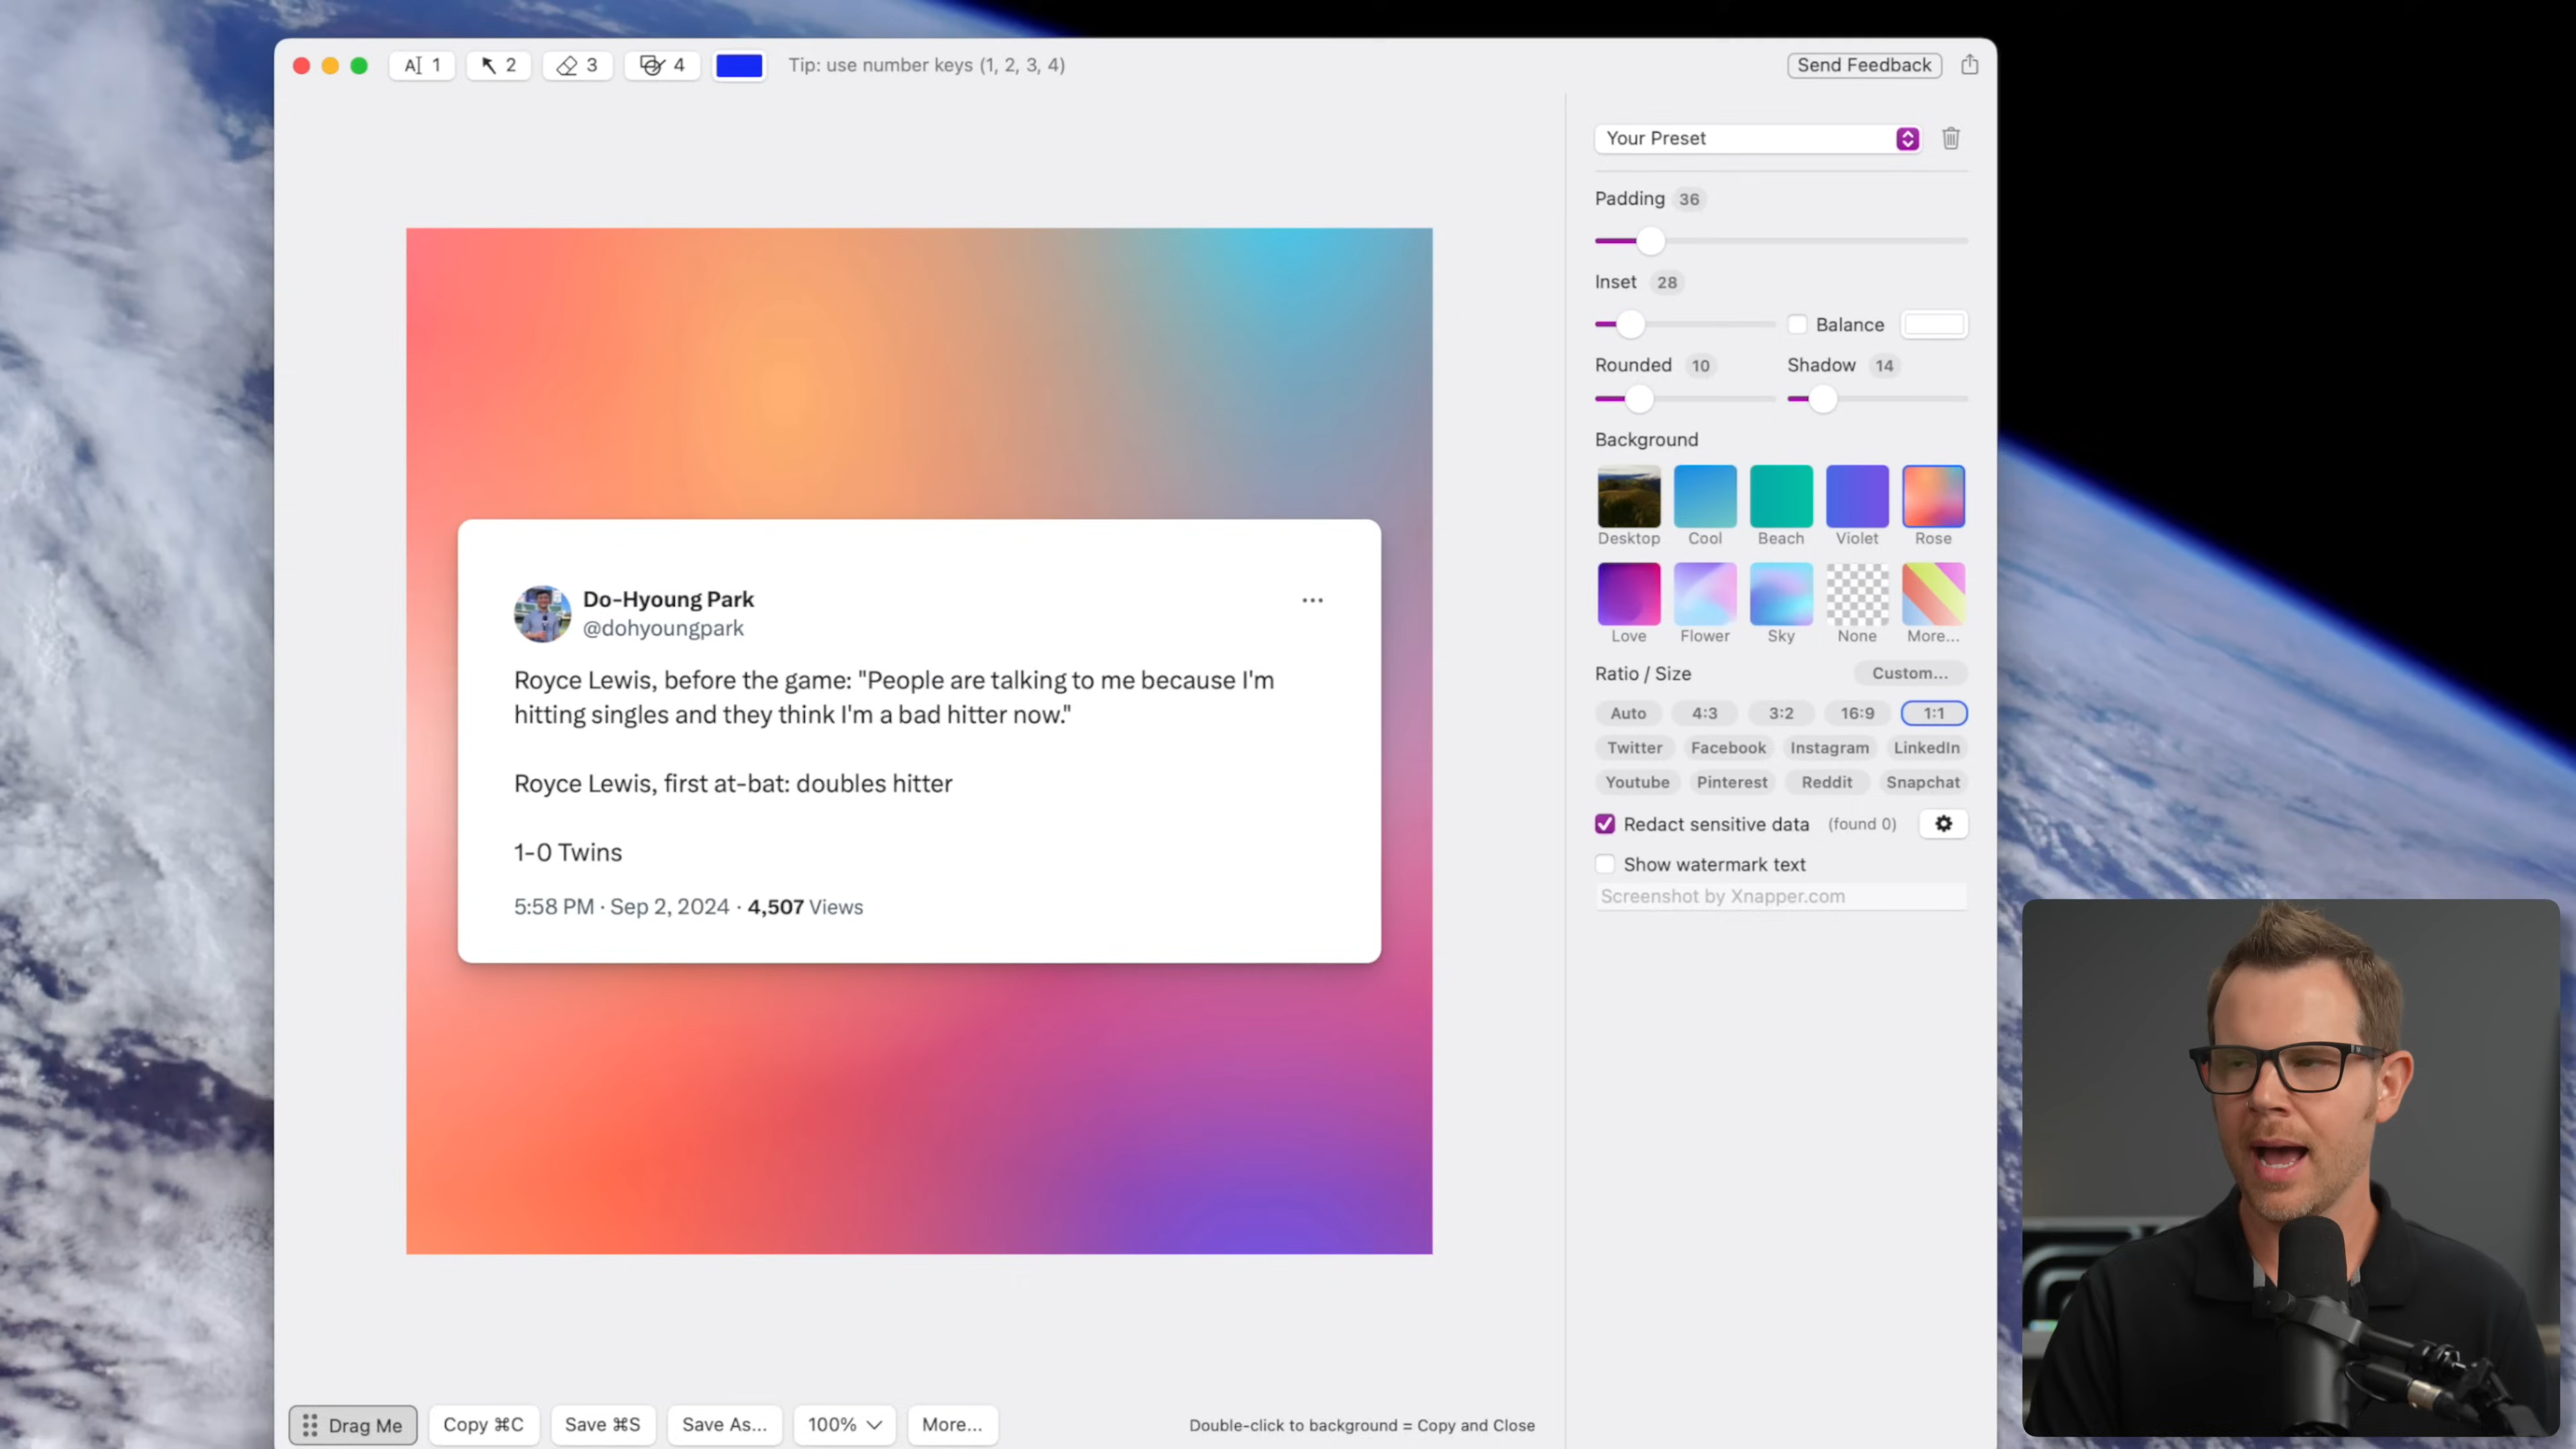 1
2
3
4
Tip: use number keys (1, 2, 3, 4)
Send Feedback
Your Preset
Padding 36
Inset 28
Balance
Rounded 10
Shadow 14
Background
Desktop
Cool
Beach
Violet
Rose
Love
Flower
Sky
None
More...
Ratio / Size
Custom...
Auto
4:3
3:2
16:9
1:1
Twitter
Facebook
Instagram
LinkedIn
Youtube
Pinterest
Reddit
Snapchat
Redact sensitive data (found 0)
Show watermark text
Screenshot by Xnapper.com
Do-Hyoung Park
@dohyoungpark
Royce Lewis, before the game: "People are talking to me because I'm
hitting singles and they think I'm a bad hitter now."
Royce Lewis, first at-bat: doubles hitter
1-0 Twins
5:58 PM · Sep 2, 2024 · 4,507 Views
Drag Me
Copy ⌘C
Save ⌘S
Save As...
100%
More...
Double-click to background = Copy and Close